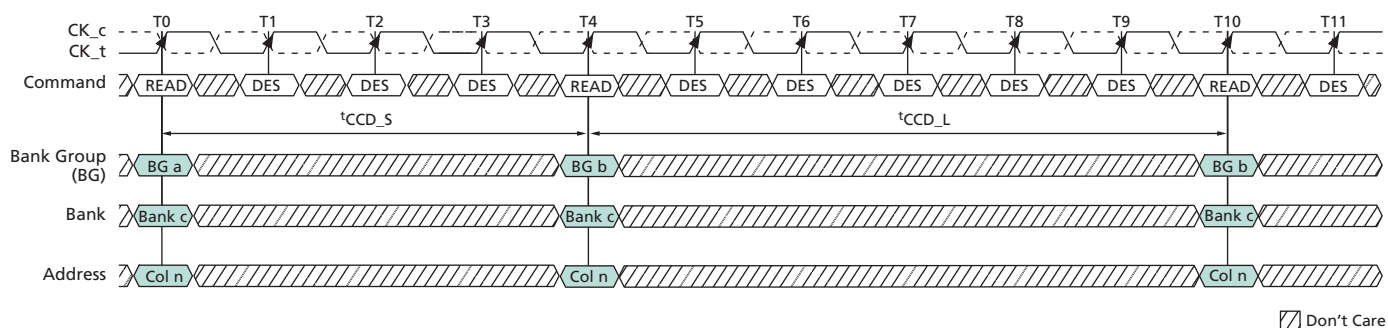 T0 T1 T2 T3 T4 T5 T6 T7 T8 T9 T10 T11
CK_c
CK_t
Command READ DES DES DES READ DES DES DES DES DES READ DES
tCCD_S tCCD_L
Bank Group (BG) BG a BG b BG b
Bank Bank c Bank c Bank c
Address Col n Col n Col n
Don't Care